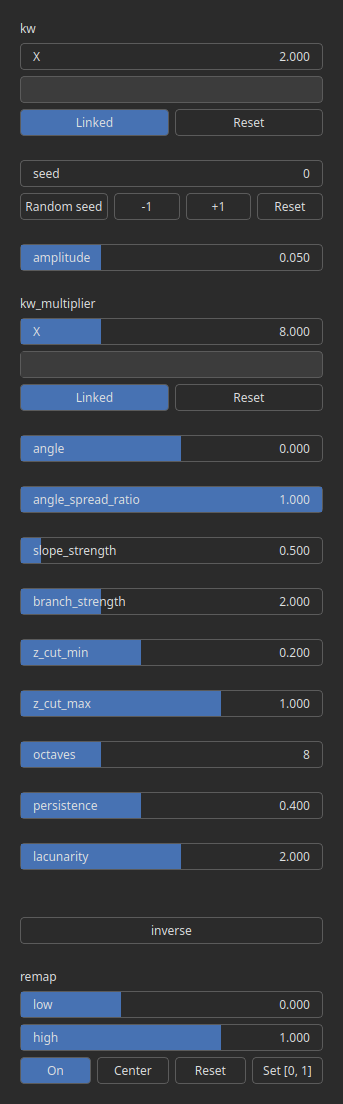 kw
X 2.000
Linked Reset
seed 0
Random seed -1 +1 Reset
amplitude 0.050
kw_multiplier
X 8.000
Linked Reset
angle 0.000
angle_spread_ratio 1.000
slope_strength 0.500
branch_strength 2.000
z_cut_min 0.200
z_cut_max 1.000
octaves 8
persistence 0.400
lacunarity 2.000
inverse
remap
low 0.000
high 1.000
On Center Reset Set [0, 1]